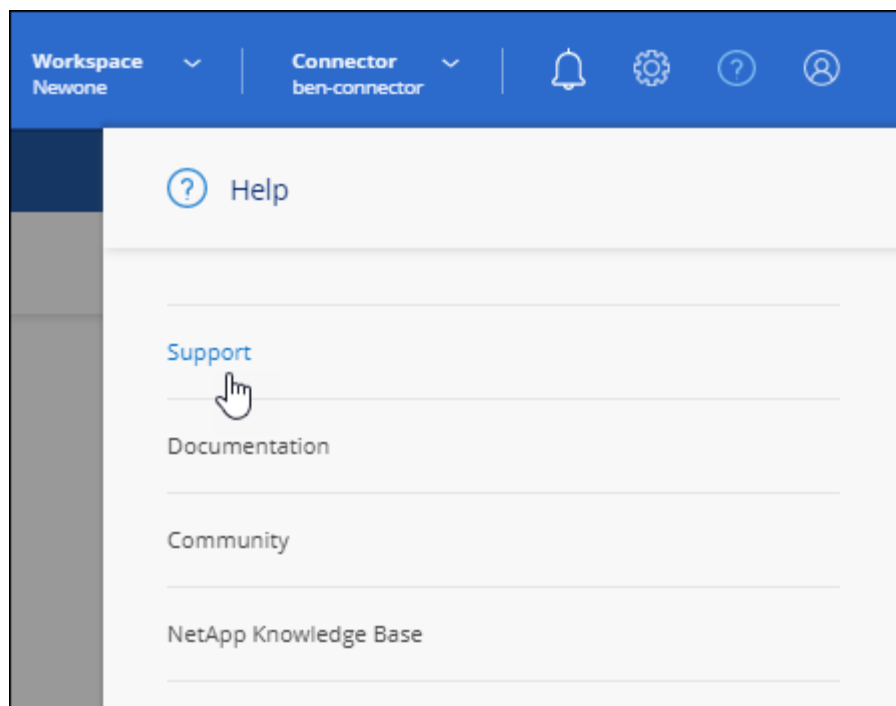 Workspace
Newone
Connector
ben-connector
Help
Support
Documentation
Community
NetApp Knowledge Base